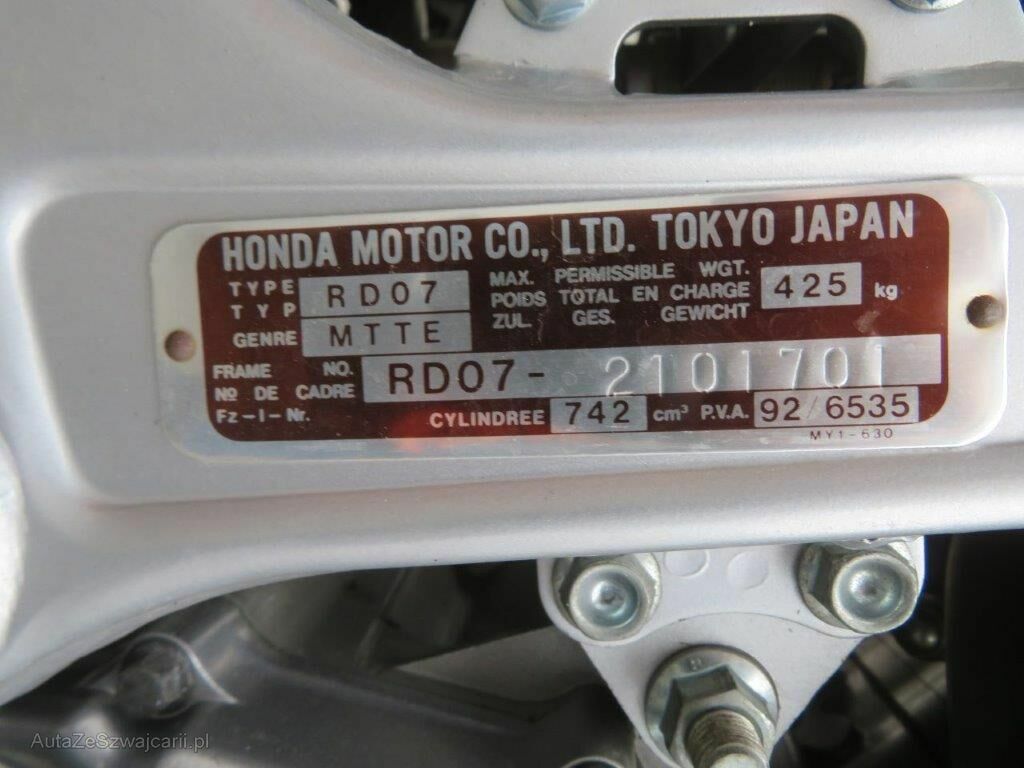 HONDA MOTOR CO., LTD. TOKYO JAPAN
TYPE
TYP
RD07
MAX. PERMISSIBLE WGT.
POIDS TOTAL EN CHARGE
ZUL. GES. GEWICHT
425 kg
GENRE MTTE
FRAME NO.
Nº DE CADRE
Fz-I-Nr.
RD07-2101701
CYLINDREE 742 cm³ P.V.A. 92/6535
MY1-630
AutaZeSzwajcarii.pl